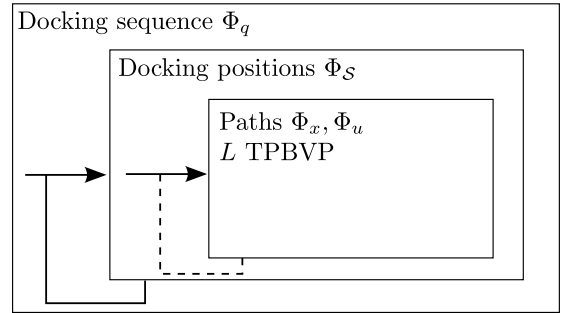 Docking sequence Φ_q
Docking positions Φ_𝒮
Paths Φ_x, Φ_u
L TPBVP